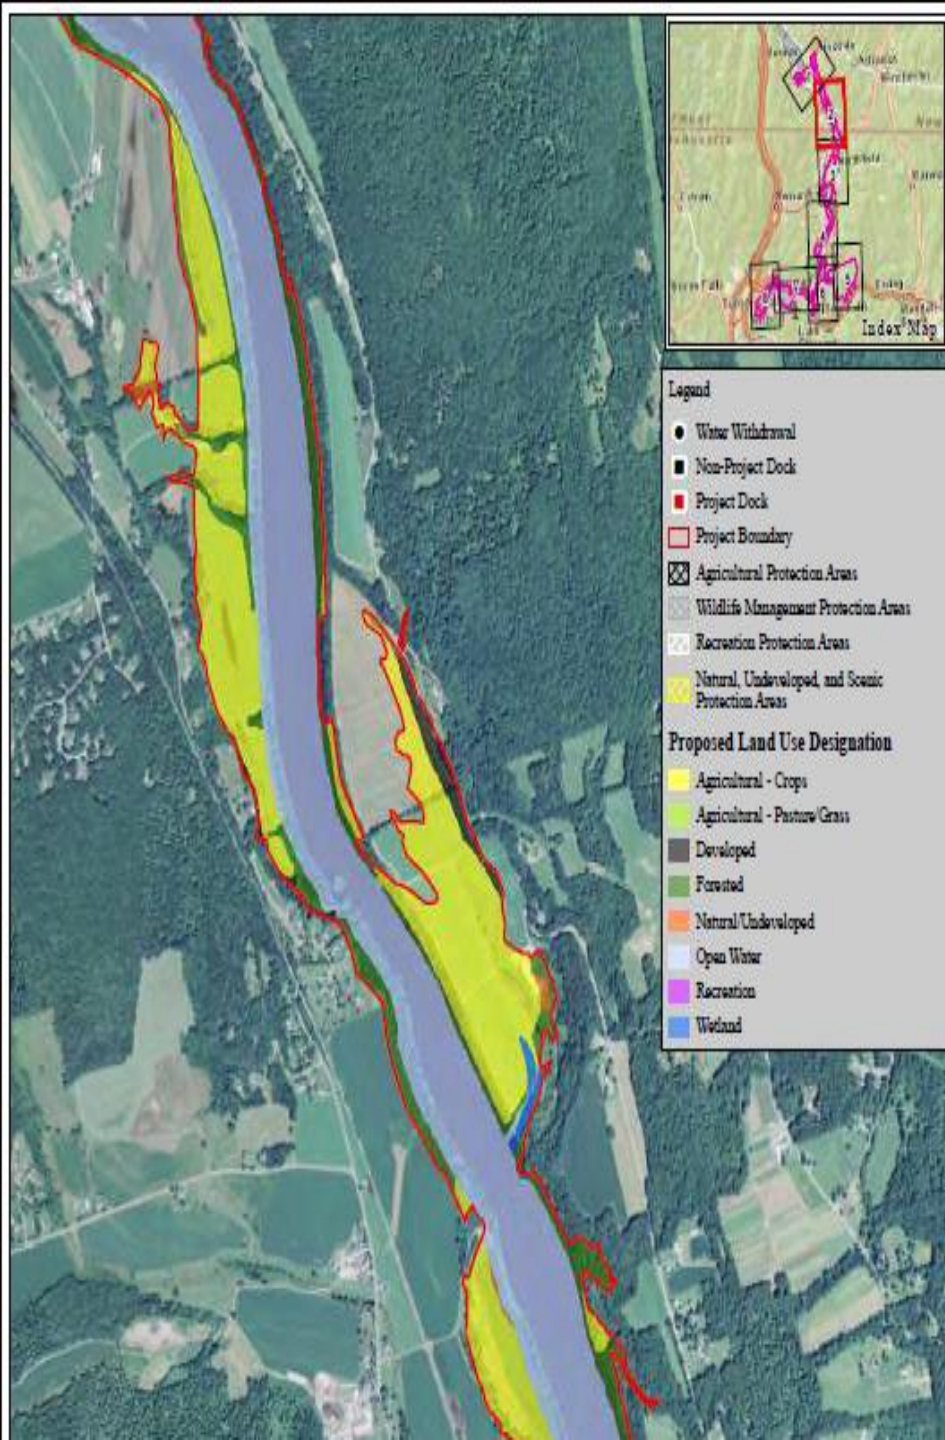 Index Map
Legend
Water Withdrawal
Non-Project Dock
Project Dock
Project Boundary
Agricultural Protection Areas
Wildlife Management Protection Areas
Recreation Protection Areas
Natural, Undeveloped, and Scenic
Protection Areas
Proposed Land Use Designation
Agricultural - Crops
Agricultural - Pasture/Grass
Developed
Forested
Natural/Undeveloped
Open Water
Recreation
Wetland